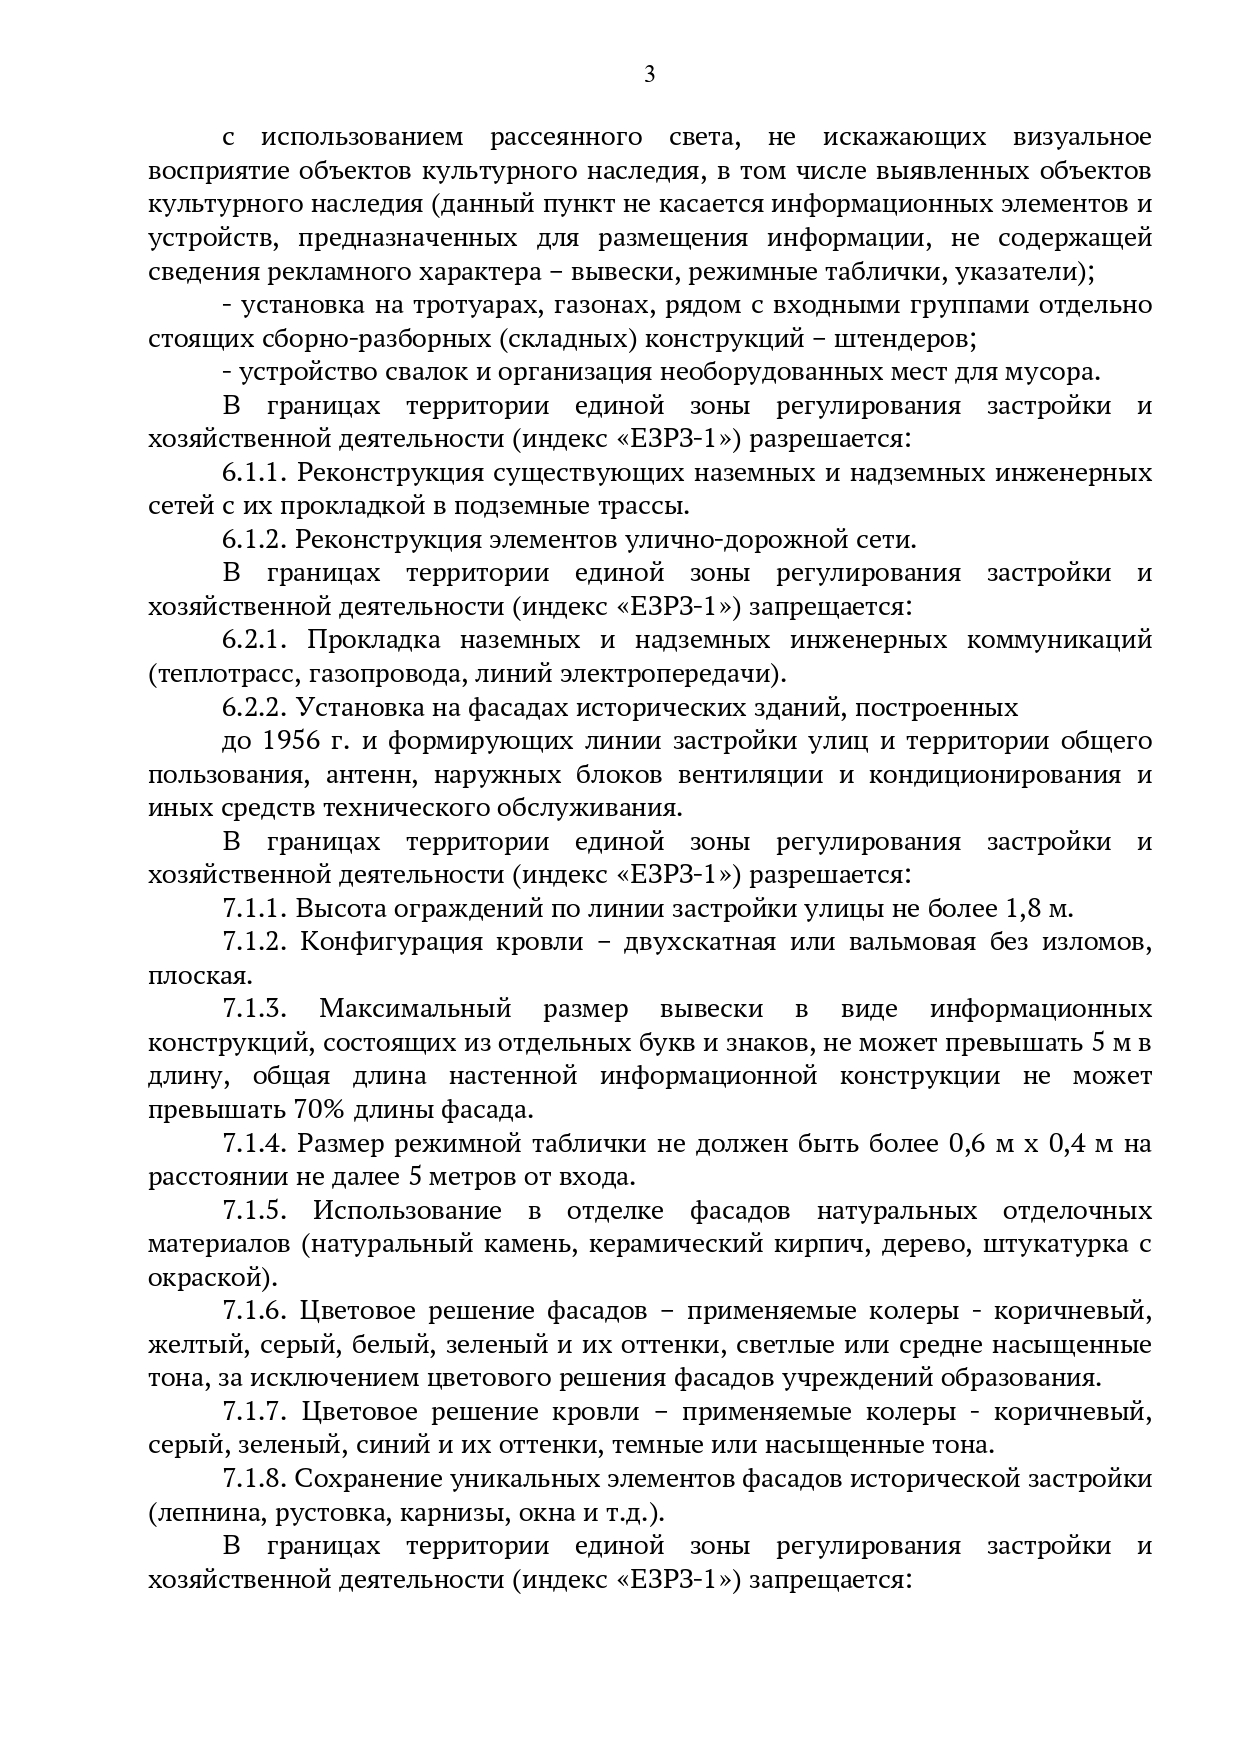 3
с использованием рассеянного света, не искажающих визуальное
восприятие объектов культурного наследия, в том числе выявленных объектов
культурного наследия (данный пункт не касается информационных элементов и
устройств, предназначенных для размещения информации, не содержащей
сведения рекламного характера – вывески, режимные таблички, указатели);
- установка на тротуарах, газонах, рядом с входными группами отдельно
стоящих сборно-разборных (складных) конструкций – штендеров;
- устройство свалок и организация необорудованных мест для мусора.
В границах территории единой зоны регулирования застройки и
хозяйственной деятельности (индекс «ЕЗРЗ-1») разрешается:
6.1.1. Реконструкция существующих наземных и надземных инженерных
сетей с их прокладкой в подземные трассы.
6.1.2. Реконструкция элементов улично-дорожной сети.
В границах территории единой зоны регулирования застройки и
хозяйственной деятельности (индекс «ЕЗРЗ-1») запрещается:
6.2.1. Прокладка наземных и надземных инженерных коммуникаций
(теплотрасс, газопровода, линий электропередачи).
6.2.2. Установка на фасадах исторических зданий, построенных
до 1956 г. и формирующих линии застройки улиц и территории общего
пользования, антенн, наружных блоков вентиляции и кондиционирования и
иных средств технического обслуживания.
В границах территории единой зоны регулирования застройки и
хозяйственной деятельности (индекс «ЕЗРЗ-1») разрешается:
7.1.1. Высота ограждений по линии застройки улицы не более 1,8 м.
7.1.2. Конфигурация кровли – двухскатная или вальмовая без изломов,
плоская.
7.1.3. Максимальный размер вывески в виде информационных
конструкций, состоящих из отдельных букв и знаков, не может превышать 5 м в
длину, общая длина настенной информационной конструкции не может
превышать 70% длины фасада.
7.1.4. Размер режимной таблички не должен быть более 0,6 м х 0,4 м на
расстоянии не далее 5 метров от входа.
7.1.5. Использование в отделке фасадов натуральных отделочных
материалов (натуральный камень, керамический кирпич, дерево, штукатурка с
окраской).
7.1.6. Цветовое решение фасадов – применяемые колеры - коричневый,
желтый, серый, белый, зеленый и их оттенки, светлые или средне насыщенные
тона, за исключением цветового решения фасадов учреждений образования.
7.1.7. Цветовое решение кровли – применяемые колеры - коричневый,
серый, зеленый, синий и их оттенки, темные или насыщенные тона.
7.1.8. Сохранение уникальных элементов фасадов исторической застройки
(лепнина, рустовка, карнизы, окна и т.д.).
В границах территории единой зоны регулирования застройки и
хозяйственной деятельности (индекс «ЕЗРЗ-1») запрещается: